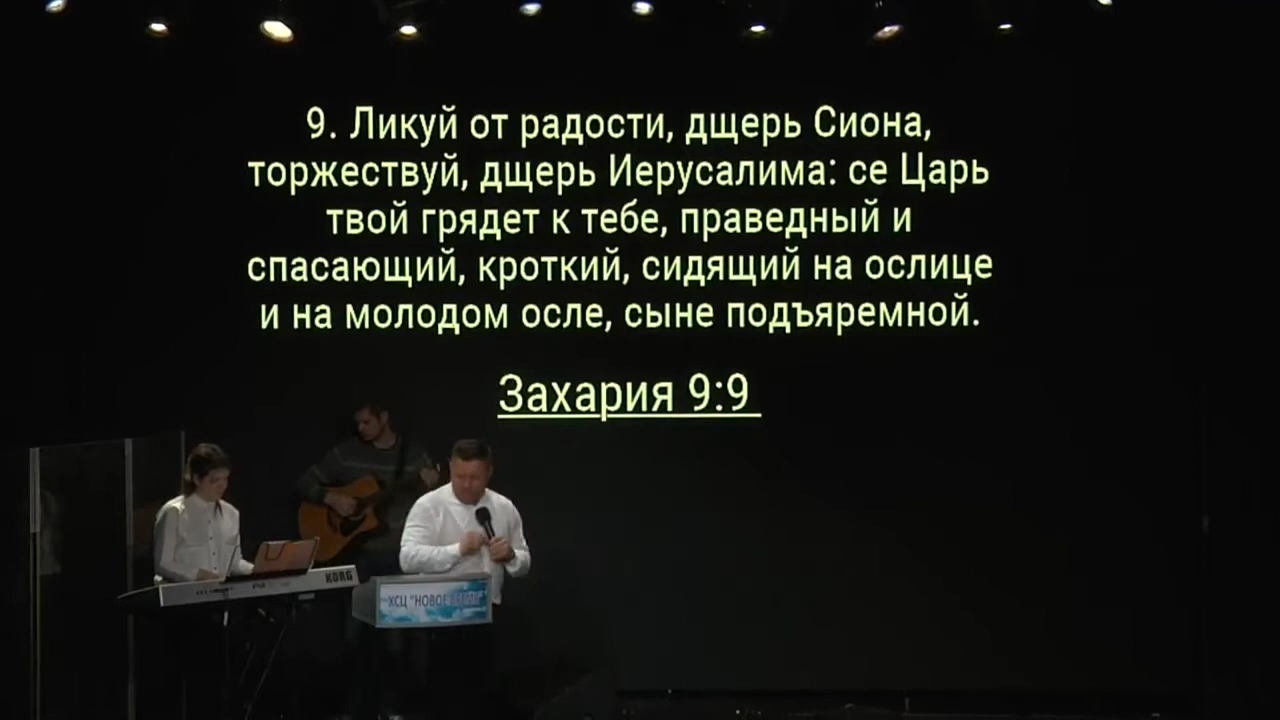 9. Ликуй от радости, дщерь Сиона,
торжествуй, дщерь Иерусалима: се Царь
твой грядет к тебе, праведный и
спасающий, кроткий, сидящий на ослице
и на молодом осле, сыне подъяремной.
Захария 9:9
KORG
ХСЦ "НОВОЕ